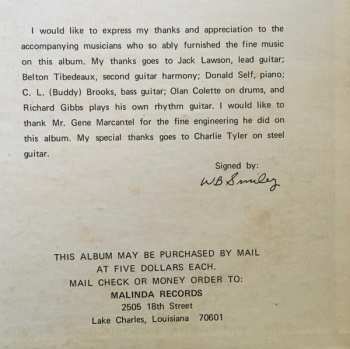 I would like to express my thanks and appreciation to the
accompanying musicians who so ably furnished the fine music
on this album. My thanks goes to Jack Lawson, lead guitar;
Belton Tibedeaux, second guitar harmony; Donald Self, piano;
C. L. (Buddy) Brooks, bass guitar; Olan Colette on drums, and
Richard Gibbs plays his own rhythm guitar. I would like to
thank Mr. Gene Marcantel for the fine engineering he did on
this album. My special thanks goes to Charlie Tyler on steel
guitar.
Signed by:
WB Smiley
THIS ALBUM MAY BE PURCHASED BY MAIL
AT FIVE DOLLARS EACH.
MAIL CHECK OR MONEY ORDER TO:
MALINDA RECORDS
2505 18th Street
Lake Charles, Louisiana 70601